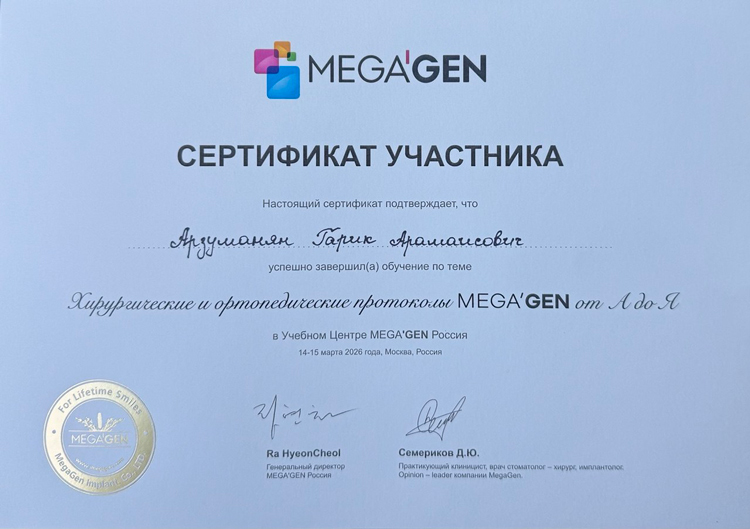 MEGA'GEN
СЕРТИФИКАТ УЧАСТНИКА
Настоящий сертификат подтверждает, что
Арзуманян Гарик Арамаисович
успешно завершил(а) обучение по теме
Хирургические и ортопедические протоколы MEGA'GEN от А до Я
в Учебном Центре MEGA'GEN Россия
14-15 марта 2026 года, Москва, Россия
For Lifetime Smiles
MEGA'GEN
MegaGen Implant Co., Ltd.
Ra HyeonCheol
Генеральный директор
MEGA'GEN Россия
Семериков Д.Ю.
Практикующий клиницист, врач стоматолог – хирург, имплантолог,
Opinion – leader компании MegaGen.